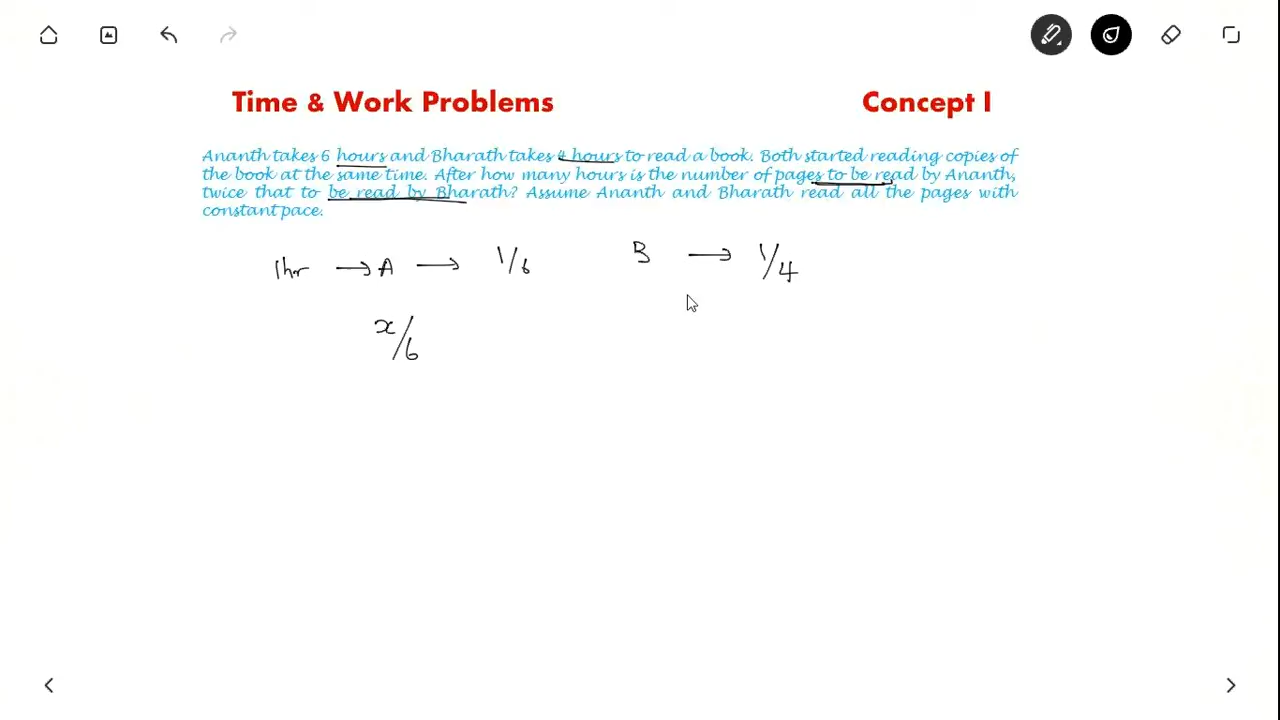 Time & Work Problems Concept I
Ananth takes 6 hours and Bharath takes 4 hours to read a book. Both started reading copies of
the book at the same time. After how many hours is the number of pages to be read by Ananth,
twice that to be read by Bharath? Assume Ananth and Bharath read all the pages with
constant pace.
1hr → A → 1/6 B → 1/4
x/6